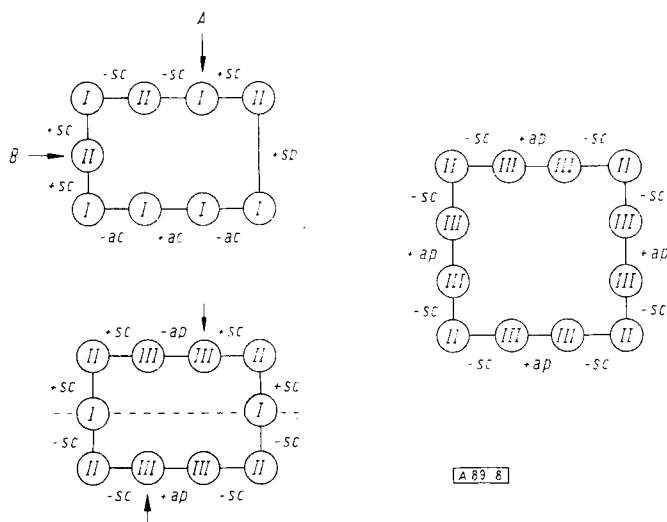 A
-sc -sc +sc
I II I II
+sc
B II +sp
+sc
I I I I
-ac +ac -ac
-sc +ap -sc
II III III II
-sc -sc
III III
+ap +ap
III III
-sc -sc
II III III II
-sc +ap -sc
+sc -ap +sc
II III III II
+sc +sc
I I
-sc -sc
II III III II
-sc +ap -sc
A 89 8